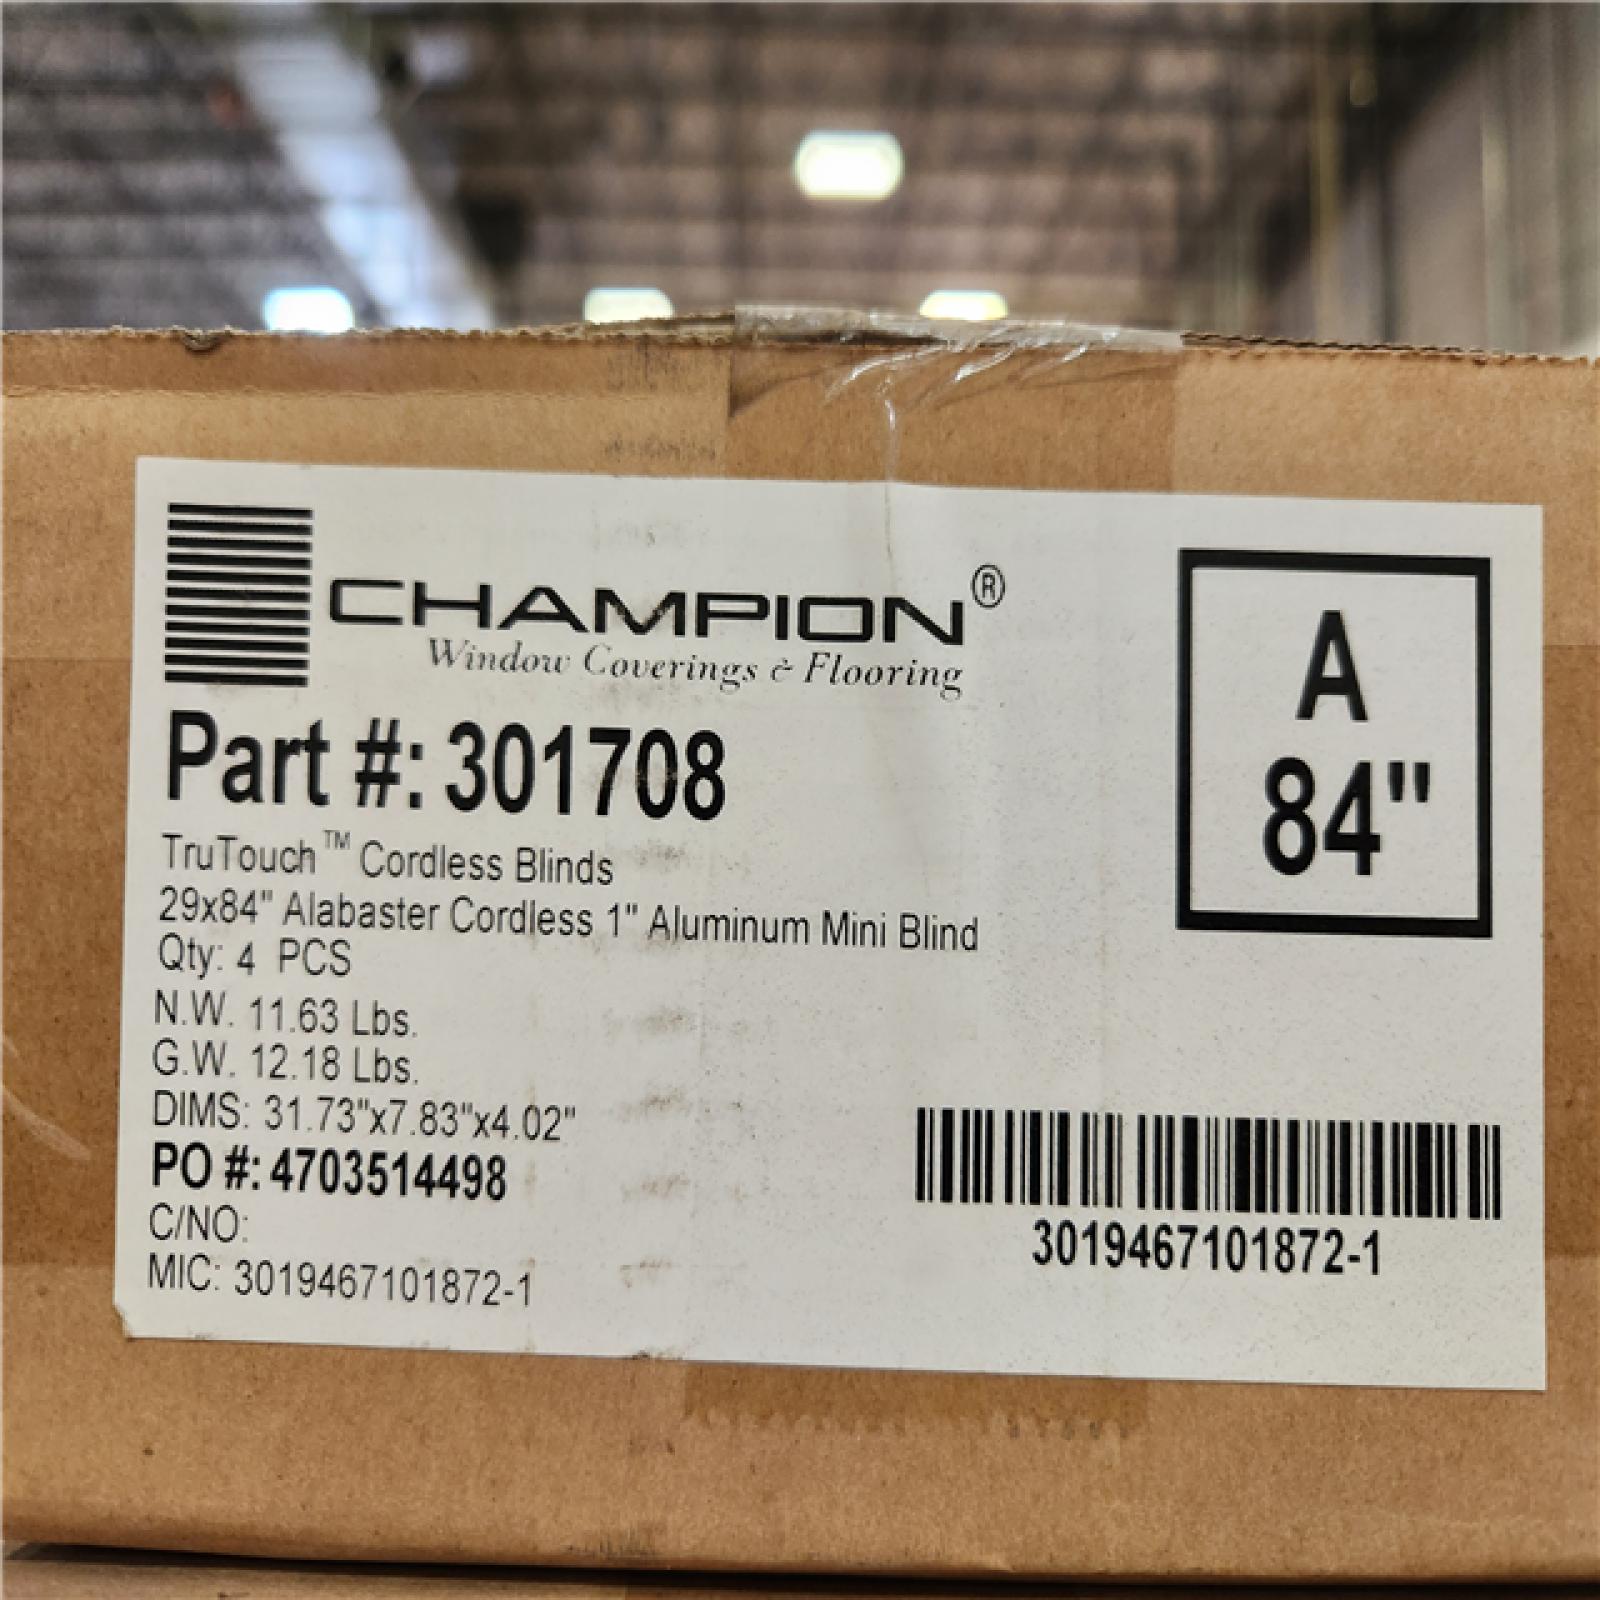 CHAMPION®
Window Coverings & Flooring
Part #: 301708
TruTouch™ Cordless Blinds
29x84" Alabaster Cordless 1" Aluminum Mini Blind
Qty: 4 PCS
N.W. 11.63 Lbs.
G.W. 12.18 Lbs.
DIMS: 31.73"x7.83"x4.02"
PO #: 4703514498
C/NO:
MIC: 3019467101872-1
A
84"
3019467101872-1